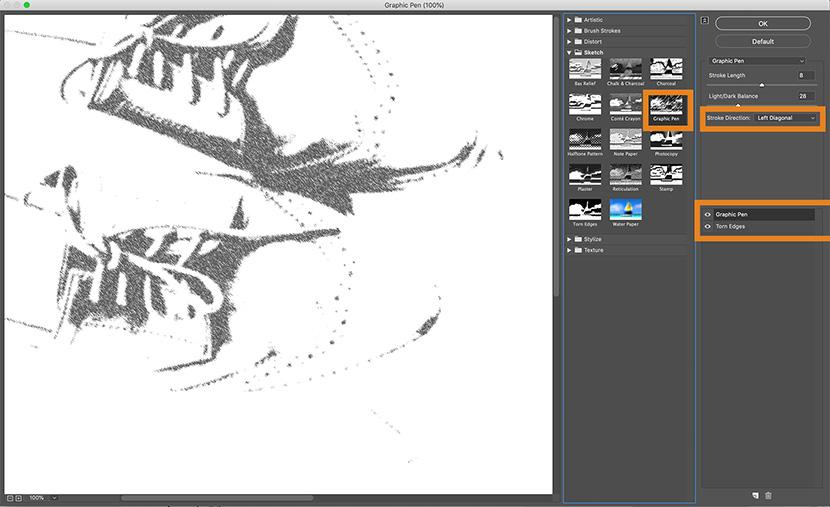 Graphic Pen (100%)
Artistic
Brush Strokes
Distort
Sketch
Bas Relief
Chalk & Charcoal
Charcoal
Chrome
Conté Crayon
Graphic Pen
Halftone Pattern
Note Paper
Photocopy
Plaster
Reticulation
Stamp
Torn Edges
Water Paper
Stylize
Texture
OK
Default
Graphic Pen
Stroke Length 8
Light/Dark Balance 28
Stroke Direction: Left Diagonal
Graphic Pen
Torn Edges
100%